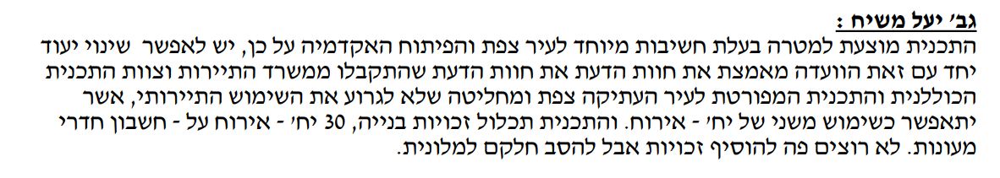 גב' יעל משיח :
התכנית מוצעת למטרה בעלת חשיבות מיוחד לעיר צפת והפיתוח האקדמיה על כן, יש לאפשר שינוי יעוד
יחד עם זאת הוועדה מאמצת את חוות הדעת את חוות הדעת שהתקבלו ממשרד התיירות וצוות התכנית
הכוללנית והתכנית המפורטת לעיר העתיקה צפת ומחליטה שלא לגרוע את השימוש התיירותי, אשר
יתאפשר כשימוש משני של יח' - אירוח. והתכנית תכלול זכויות בנייה, 30 יח' - אירוח על - חשבון חדרי
מעונות. לא רוצים פה להוסיף זכויות אבל להסב חלקם למלונית.